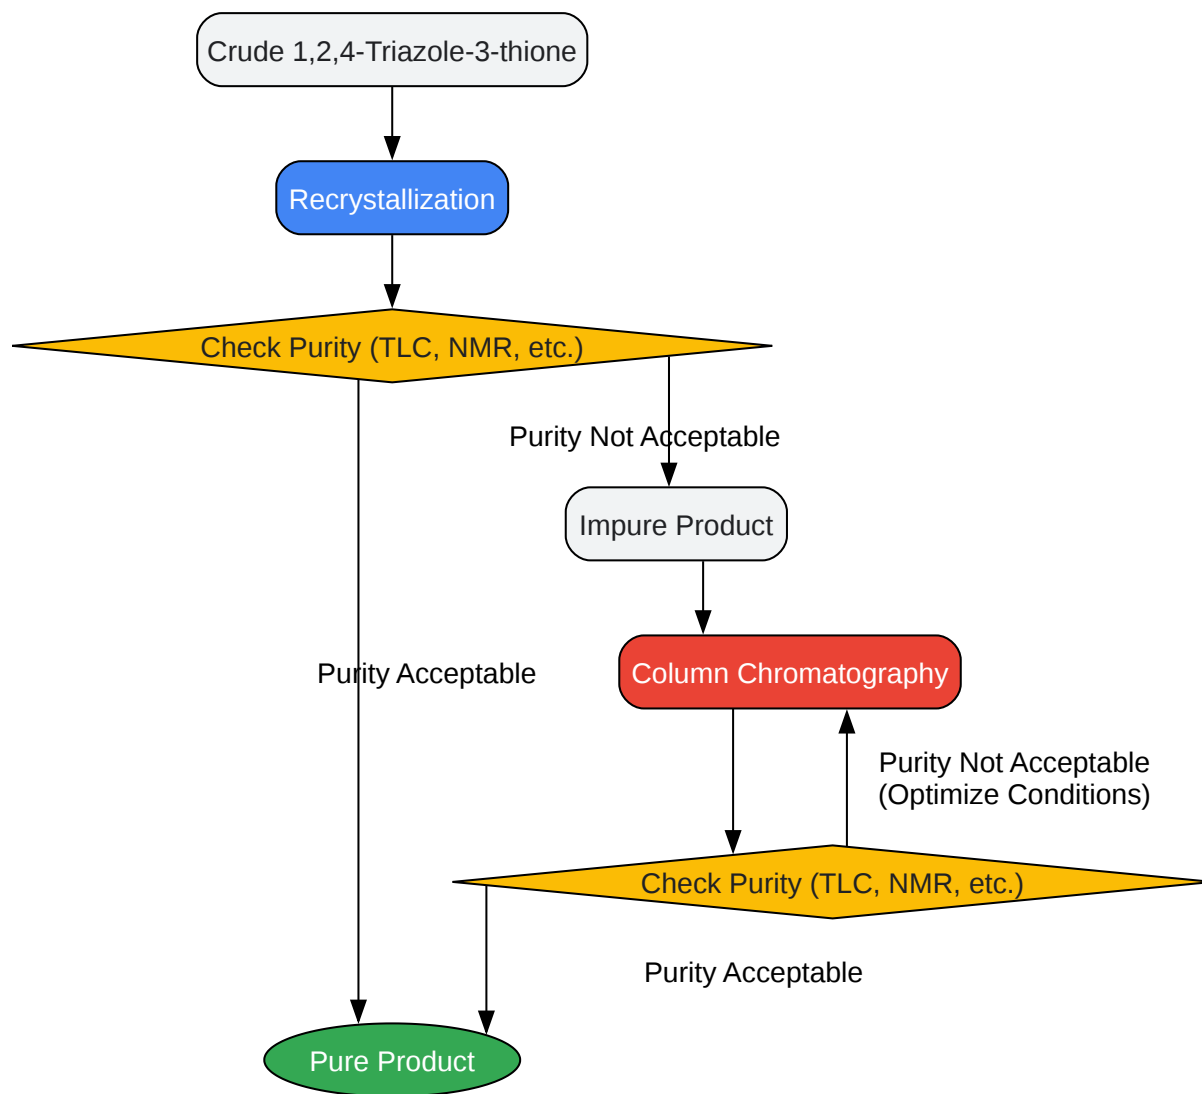 Crude 1,2,4-Triazole-3-thione
Recrystallization
Check Purity (TLC, NMR, etc.)
Purity Not Acceptable
Impure Product
Purity Acceptable
Column Chromatography
Purity Not Acceptable
(Optimize Conditions)
Check Purity (TLC, NMR, etc.)
Purity Acceptable
Pure Product